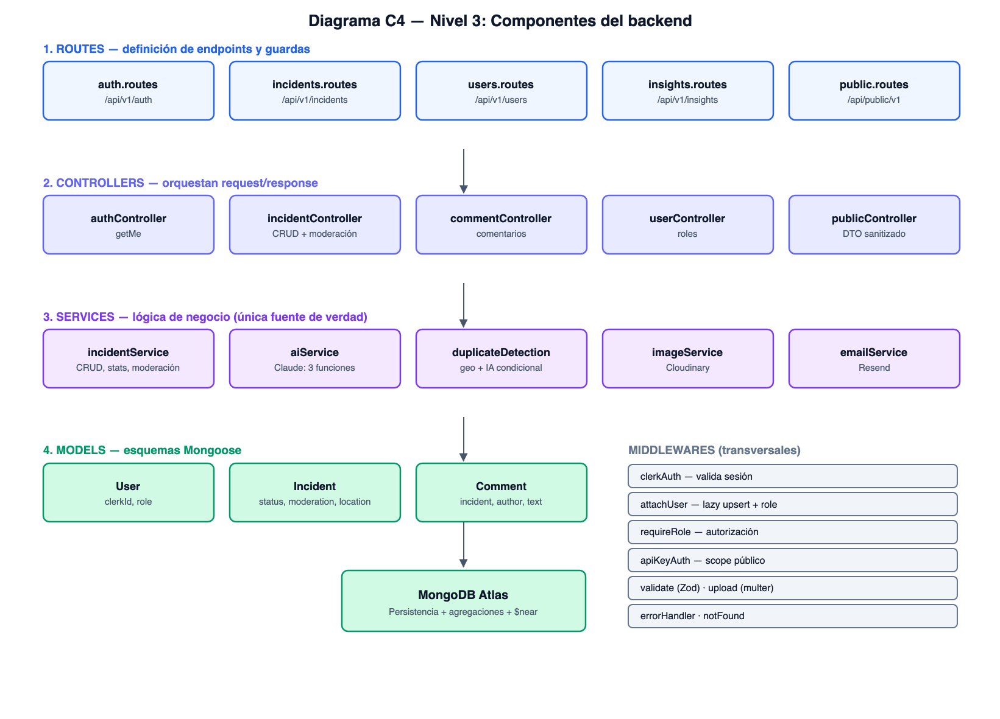 Diagrama C4 — Nivel 3: Componentes del backend
1. ROUTES — definición de endpoints y guardas
auth.routes
/api/v1/auth
incidents.routes
/api/v1/incidents
users.routes
/api/v1/users
insights.routes
/api/v1/insights
public.routes
/api/public/v1
2. CONTROLLERS — orquestan request/response
authController
getMe
incidentController
CRUD + moderación
commentController
comentarios
userController
roles
publicController
DTO sanitizado
3. SERVICES — lógica de negocio (única fuente de verdad)
incidentService
CRUD, stats, moderación
aiService
Claude: 3 funciones
duplicateDetection
geo + IA condicional
imageService
Cloudinary
emailService
Resend
4. MODELS — esquemas Mongoose
User
clerkId, role
Incident
status, moderation, location
Comment
incident, author, text
MongoDB Atlas
Persistencia + agregaciones + $near
MIDDLEWARES (transversales)
clerkAuth — valida sesión
attachUser — lazy upsert + role
requireRole — autorización
apiKeyAuth — scope público
validate (Zod) · upload (multer)
errorHandler · notFound